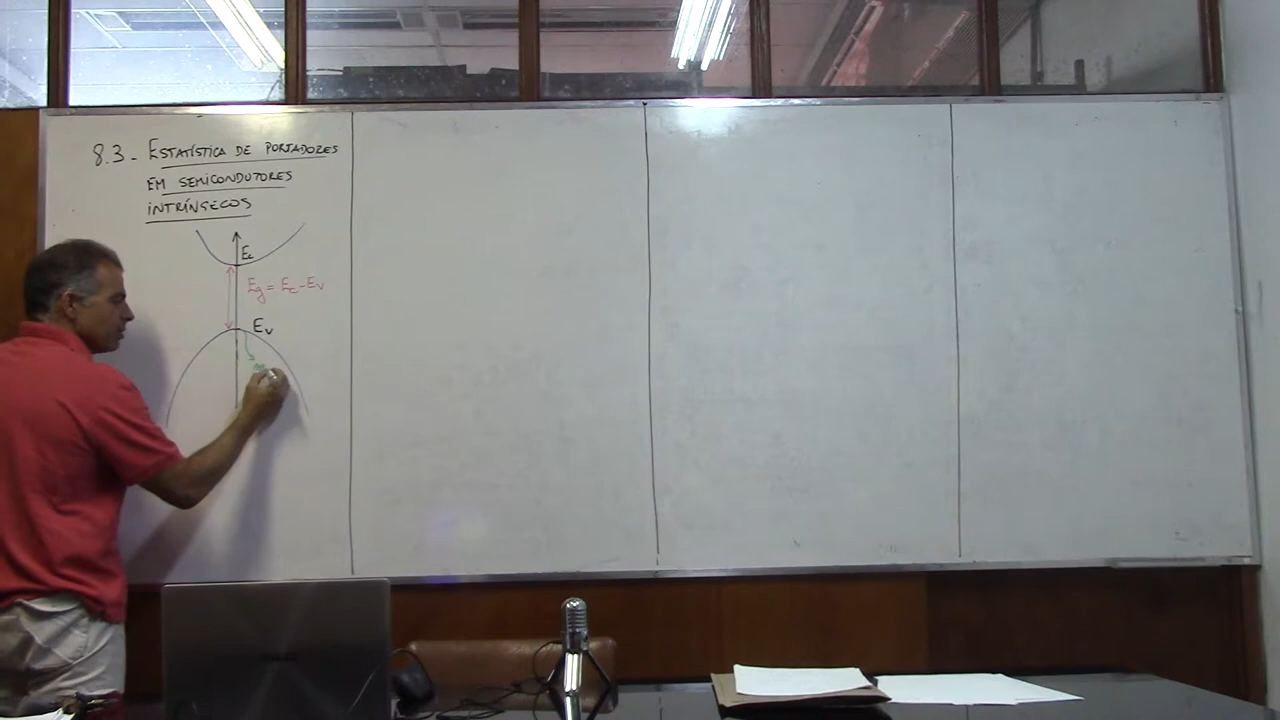 8.3 - ESTATÍSTICA DE PORTADORES
EM SEMICONDUTORES
INTRÍNSECOS
Ec
Eg = Ec - Ev
Ev